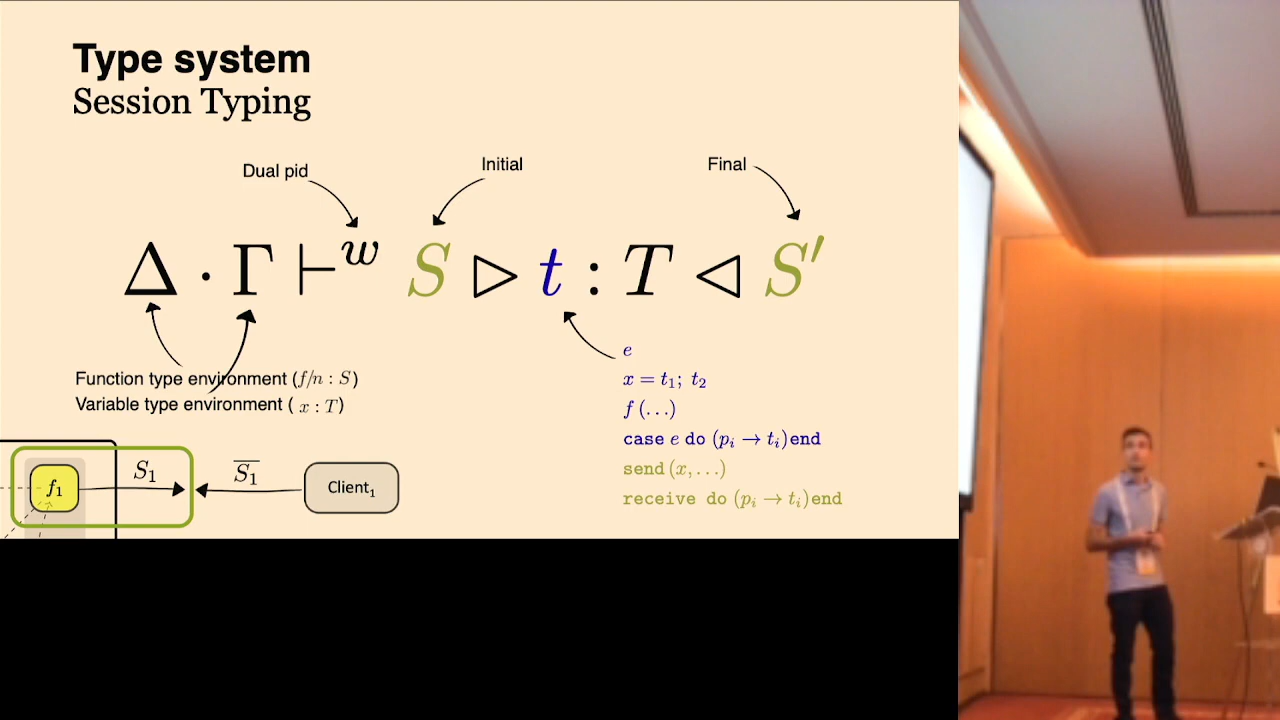 Type system
Session Typing
Dual pid
Initial
Final
Δ · Γ ⊢ʷ S ▷ t : T ◁ S′
Function type environment (f/n : S)
Variable type environment ( x : T)
e
x = t₁; t₂
f (…)
case e do (pᵢ → tᵢ)end
send (x, …)
receive do (pᵢ → tᵢ)end
f₁
S₁
S̅₁
Client₁